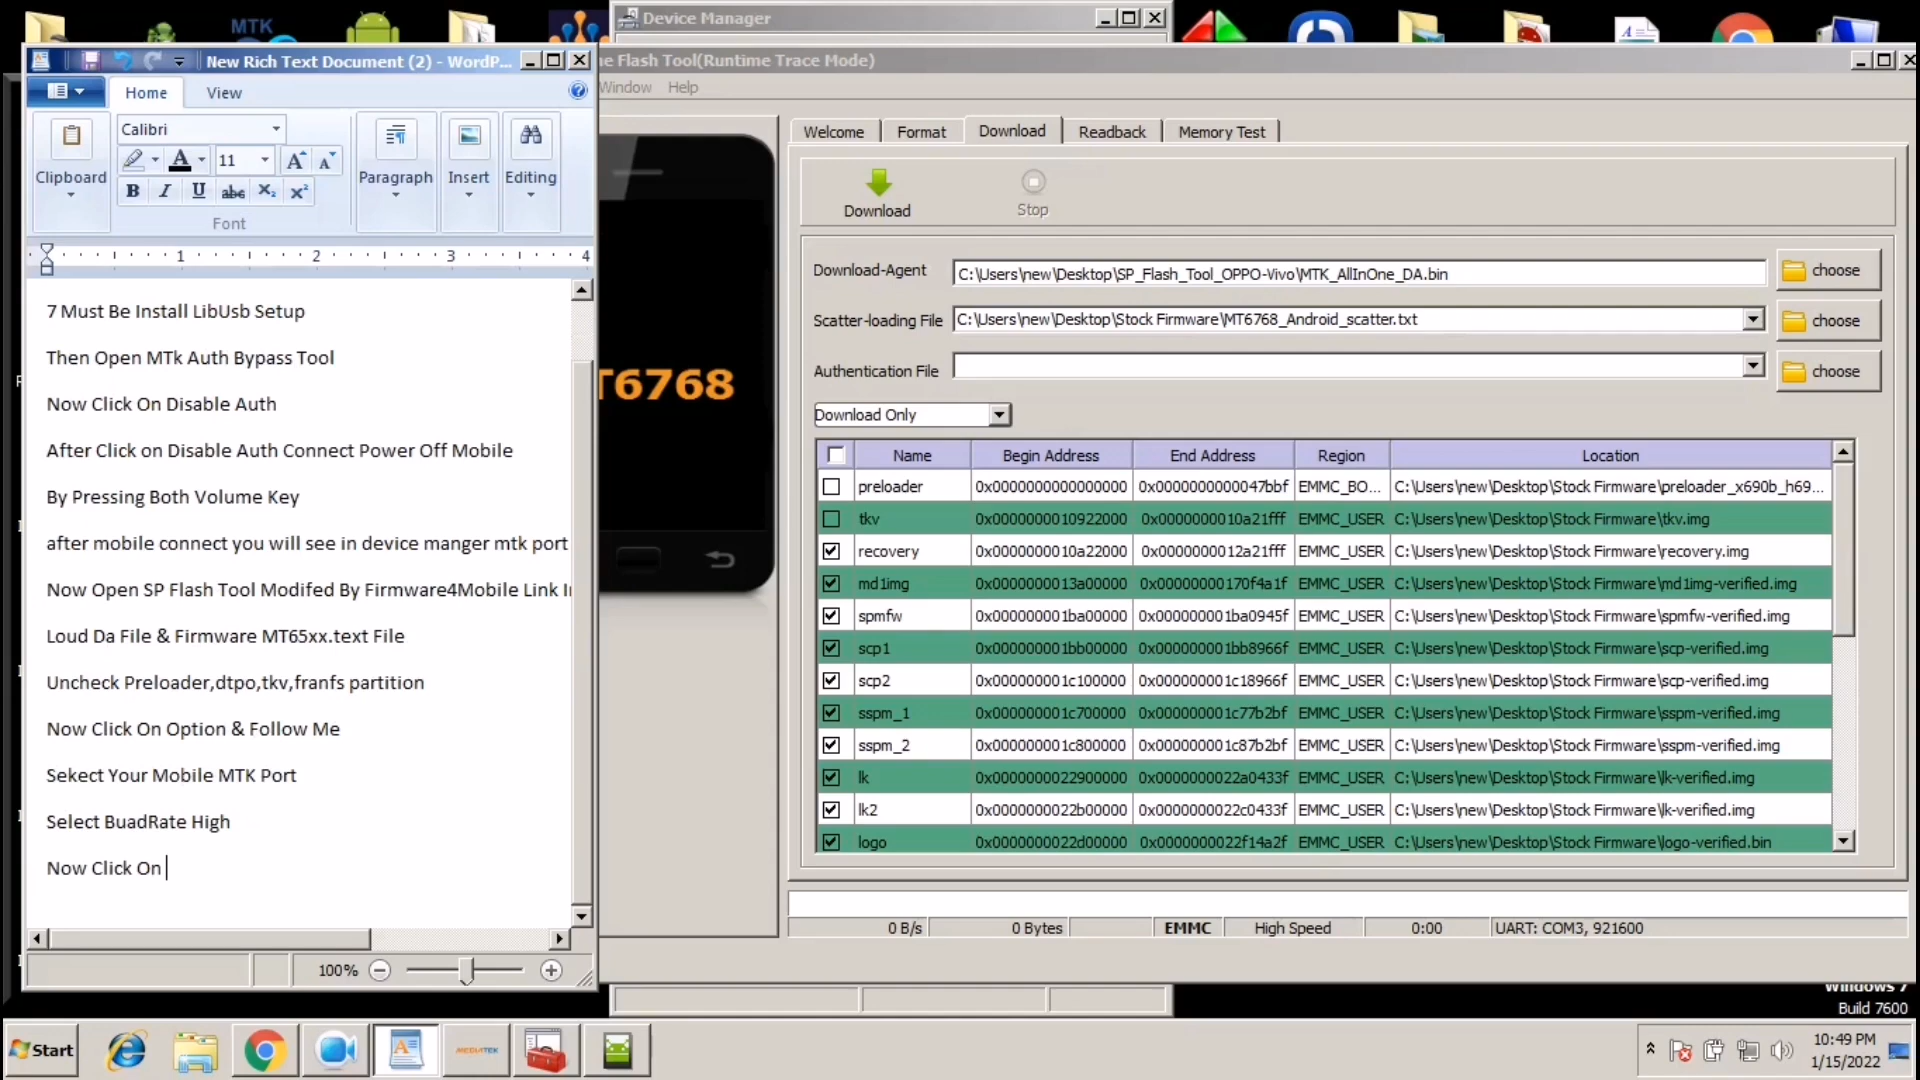 MTK
Device Manager
New Rich Text Document (2) - WordP...
ne Flash Tool(Runtime Trace Mode)
Home
View
Window Help
Calibri
11
Clipboard
Paragraph
Insert
Editing
B I U abc X₂ X²
Font
1 2 3 4
7 Must Be Install LibUsb Setup
Then Open MTk Auth Bypass Tool
Now Click On Disable Auth
After Click on Disable Auth Connect Power Off Mobile
By Pressing Both Volume Key
after mobile connect you will see in device manger mtk port
Now Open SP Flash Tool Modifed By Firmware4Mobile Link I
Loud Da File & Firmware MT65xx.text File
Uncheck Preloader,dtpo,tkv,franfs partition
Now Click On Option & Follow Me
Sekect Your Mobile MTK Port
Select BuadRate High
Now Click On
100%
T6768
Welcome Format Download Readback Memory Test
Download
Stop
Download-Agent C:\Users\new\Desktop\SP_Flash_Tool_OPPO-Vivo\MTK_AllInOne_DA.bin choose
Scatter-loading File C:\Users\new\Desktop\Stock Firmware\MT6768_Android_scatter.txt choose
Authentication File choose
Download Only
Name Begin Address End Address Region Location
preloader 0x0000000000000000 0x0000000000047bbf EMMC_BO... C:\Users\new\Desktop\Stock Firmware\preloader_x690b_h69...
tkv 0x0000000010922000 0x0000000010a21fff EMMC_USER C:\Users\new\Desktop\Stock Firmware\tkv.img
recovery 0x0000000010a22000 0x0000000012a21fff EMMC_USER C:\Users\new\Desktop\Stock Firmware\recovery.img
md1img 0x0000000013a00000 0x00000000170f4a1f EMMC_USER C:\Users\new\Desktop\Stock Firmware\md1img-verified.img
spmfw 0x000000001ba00000 0x000000001ba0945f EMMC_USER C:\Users\new\Desktop\Stock Firmware\spmfw-verified.img
scp1 0x000000001bb00000 0x000000001bb8966f EMMC_USER C:\Users\new\Desktop\Stock Firmware\scp-verified.img
scp2 0x000000001c100000 0x000000001c18966f EMMC_USER C:\Users\new\Desktop\Stock Firmware\scp-verified.img
sspm_1 0x000000001c700000 0x000000001c77b2bf EMMC_USER C:\Users\new\Desktop\Stock Firmware\sspm-verified.img
sspm_2 0x000000001c800000 0x000000001c87b2bf EMMC_USER C:\Users\new\Desktop\Stock Firmware\sspm-verified.img
lk 0x0000000022900000 0x0000000022a0433f EMMC_USER C:\Users\new\Desktop\Stock Firmware\lk-verified.img
lk2 0x0000000022b00000 0x0000000022c0433f EMMC_USER C:\Users\new\Desktop\Stock Firmware\lk-verified.img
logo 0x0000000022d00000 0x0000000022f14a2f EMMC_USER C:\Users\new\Desktop\Stock Firmware\logo-verified.bin
0 B/s 0 Bytes EMMC High Speed 0:00 UART: COM3, 921600
Windows 7
Build 7600
Start
MEDIATEK
10:49 PM
1/15/2022